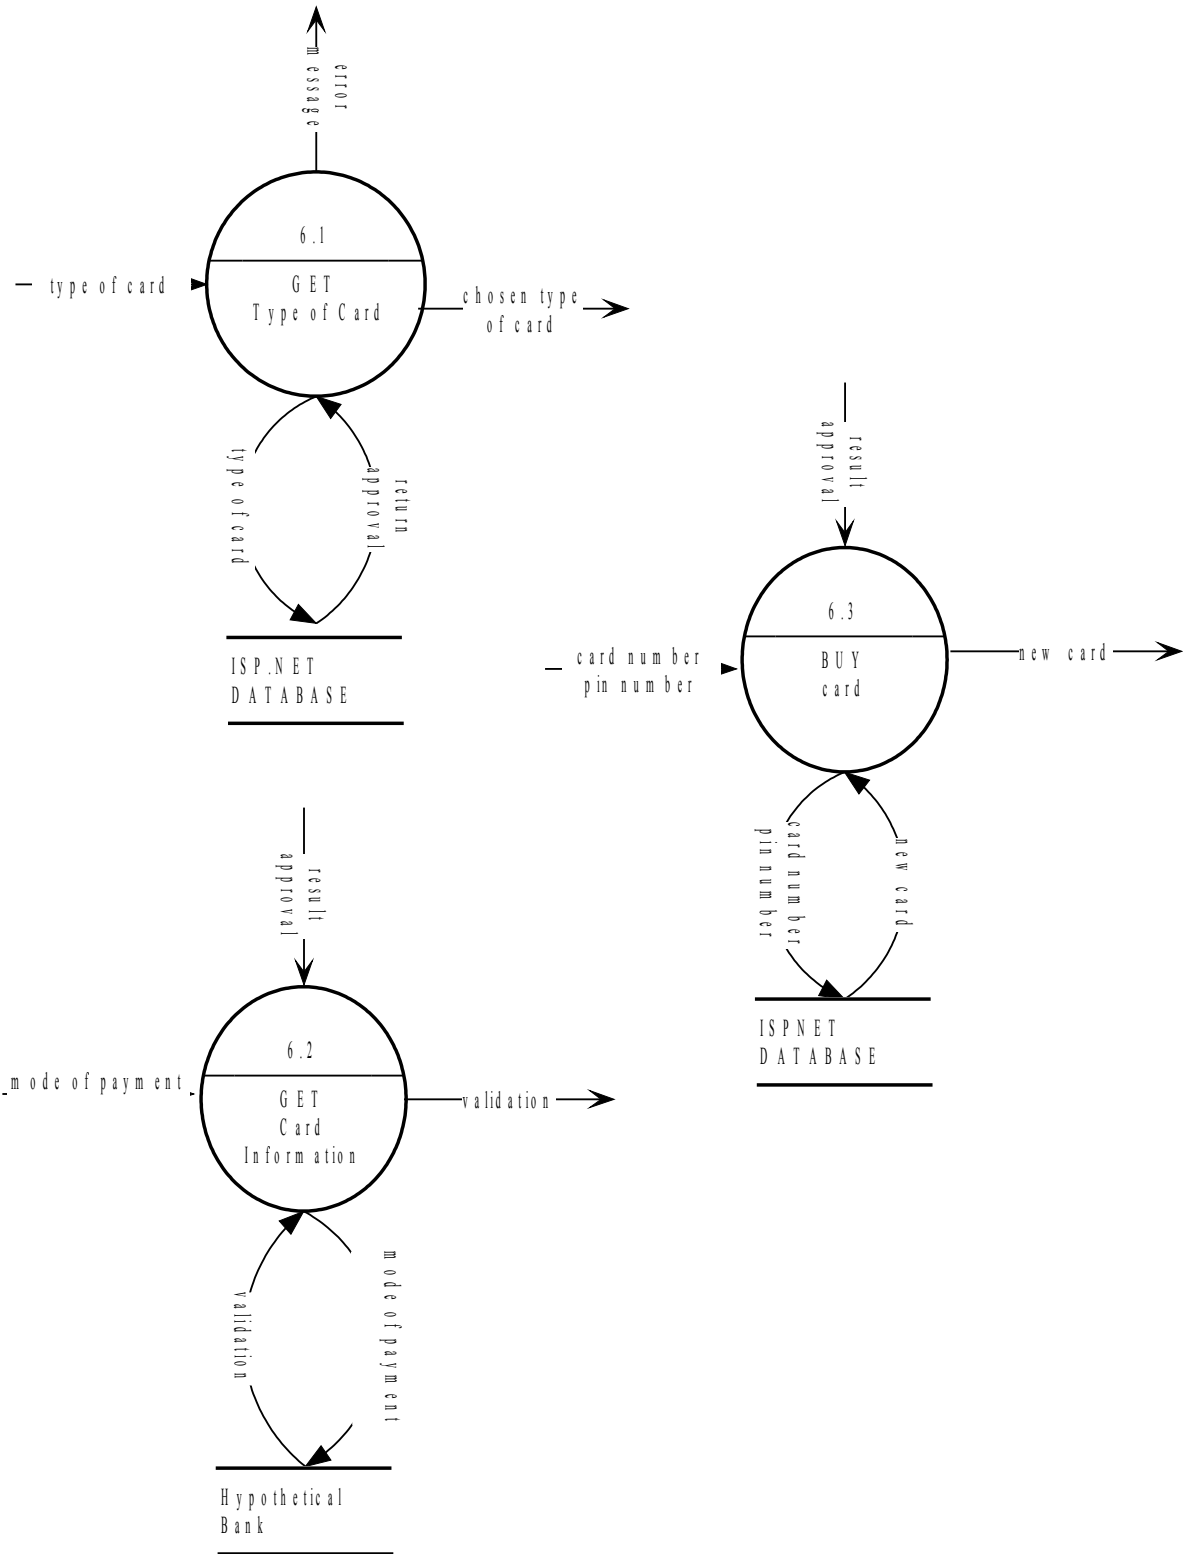 error
message
6.1
type of card
GET
Type of Card
chosen type
of card
type of card
return
approval
ISP.NET
DATABASE
result
approval
6.3
card number
pin number
BUY
card
new card
card number
pin number
new card
ISPNET
DATABASE
result
approval
6.2
mode of payment
GET
Card
Information
validation
validation
mode of payment
Hypothetical
Bank